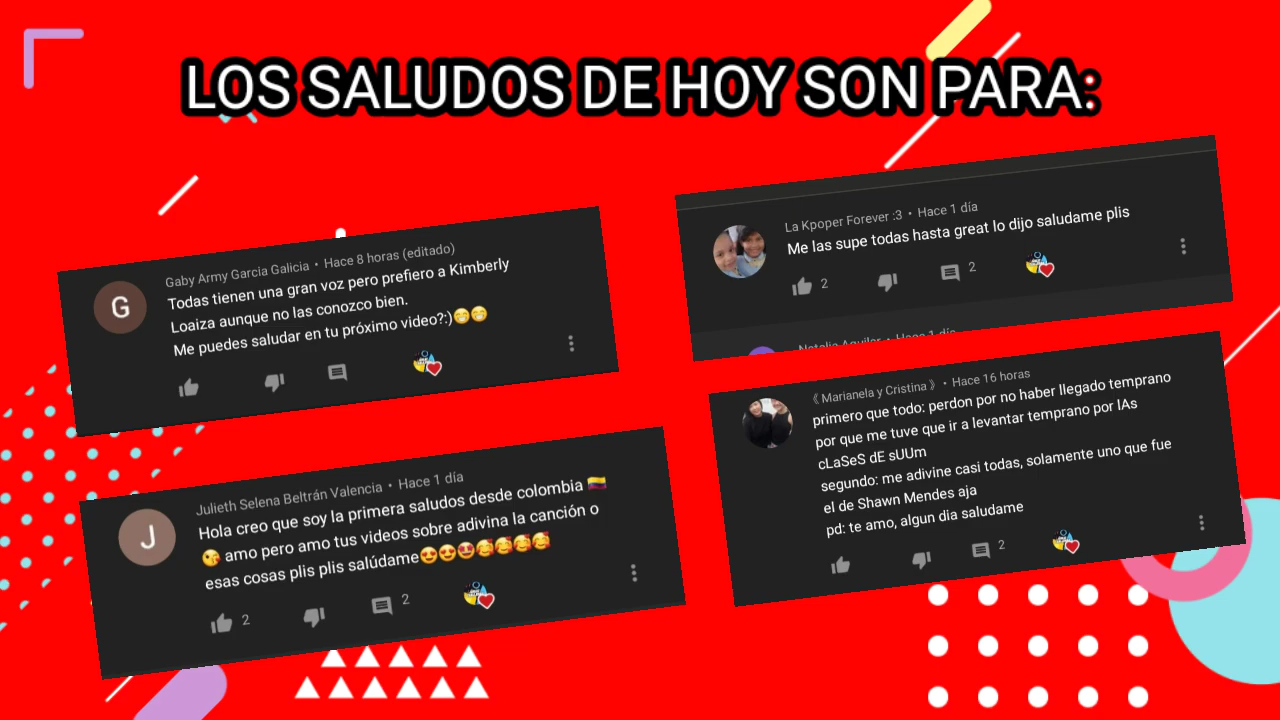 LOS SALUDOS DE HOY SON PARA:
Gaby Army Garcia Galicia • Hace 8 horas (editado)
Todas tienen una gran voz pero prefiero a Kimberly
Loaiza aunque no las conozco bien.
Me puedes saludar en tu próximo video?:)😁😁
G
La Kpoper Forever :3 • Hace 1 día
Me las supe todas hasta great lo dijo saludame plis
2
2
Natalia Aguilar • Hace 1 día
Julieth Selena Beltrán Valencia • Hace 1 día
Hola creo que soy la primera saludos desde colombia 🇨🇴
😘 amo pero amo tus videos sobre adivina la canción o
esas cosas plis plis salúdame😍😍😍🥰🥰🥰🥰
J
2
2
《 Marianela y Cristina 》 • Hace 16 horas
primero que todo: perdon por no haber llegado temprano
por que me tuve que ir a levantar temprano por lAs
cLaSeS dE sUUm
segundo: me adivine casi todas, solamente uno que fue
el de Shawn Mendes aja
pd: te amo, algun dia saludame
2